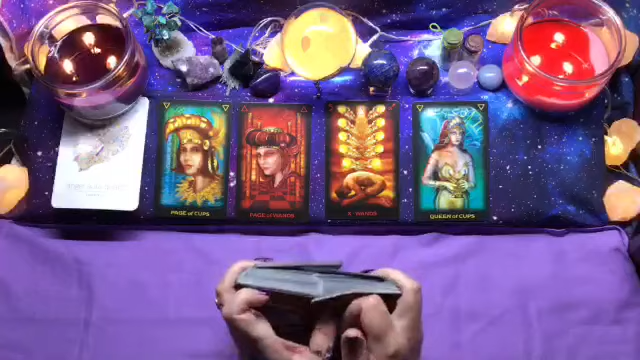 PAGE of CUPS
PAGE of WANDS
X - WANDS
QUEEN of CUPS